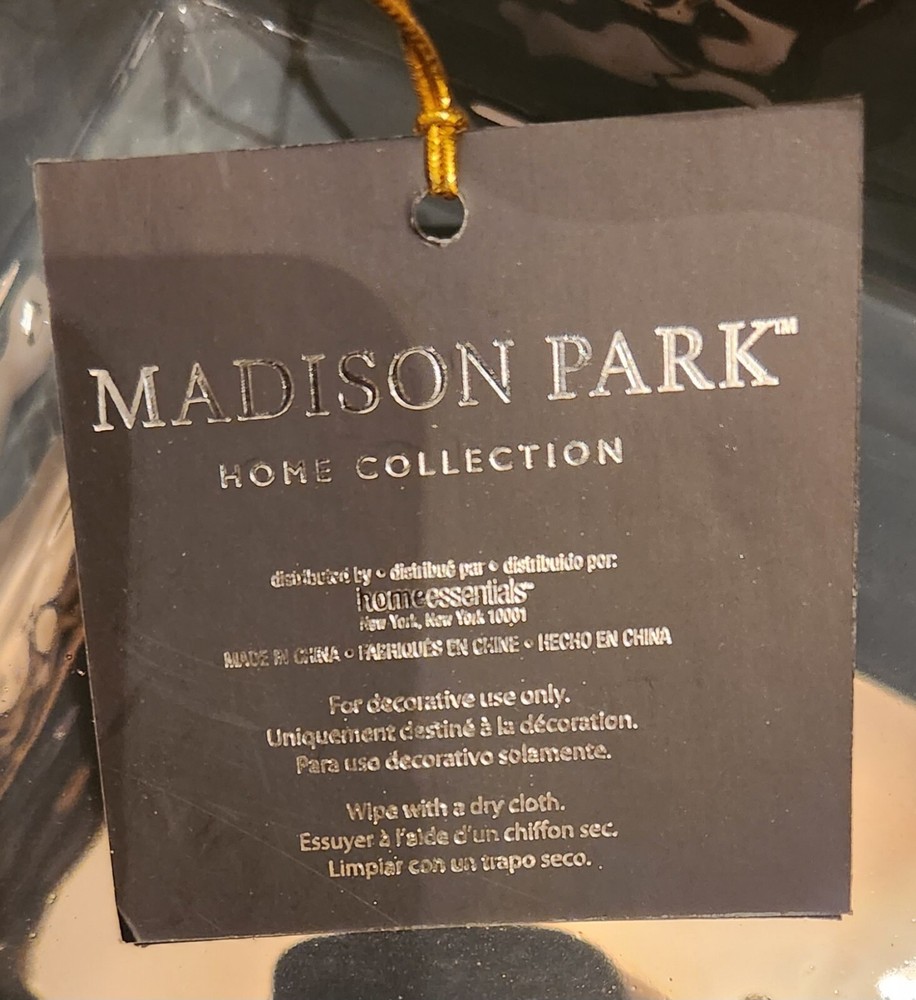 MADISON PARK™
HOME COLLECTION
distributed by • distribué par • distribuido por:
homeessentials™
New York, New York 10001
MADE IN CHINA • FABRIQUÉS EN CHINE • HECHO EN CHINA
For decorative use only.
Uniquement destiné à la décoration.
Para uso decorativo solamente.
Wipe with a dry cloth.
Essuyer à l'aide d'un chiffon sec.
Limpiar con un trapo seco.